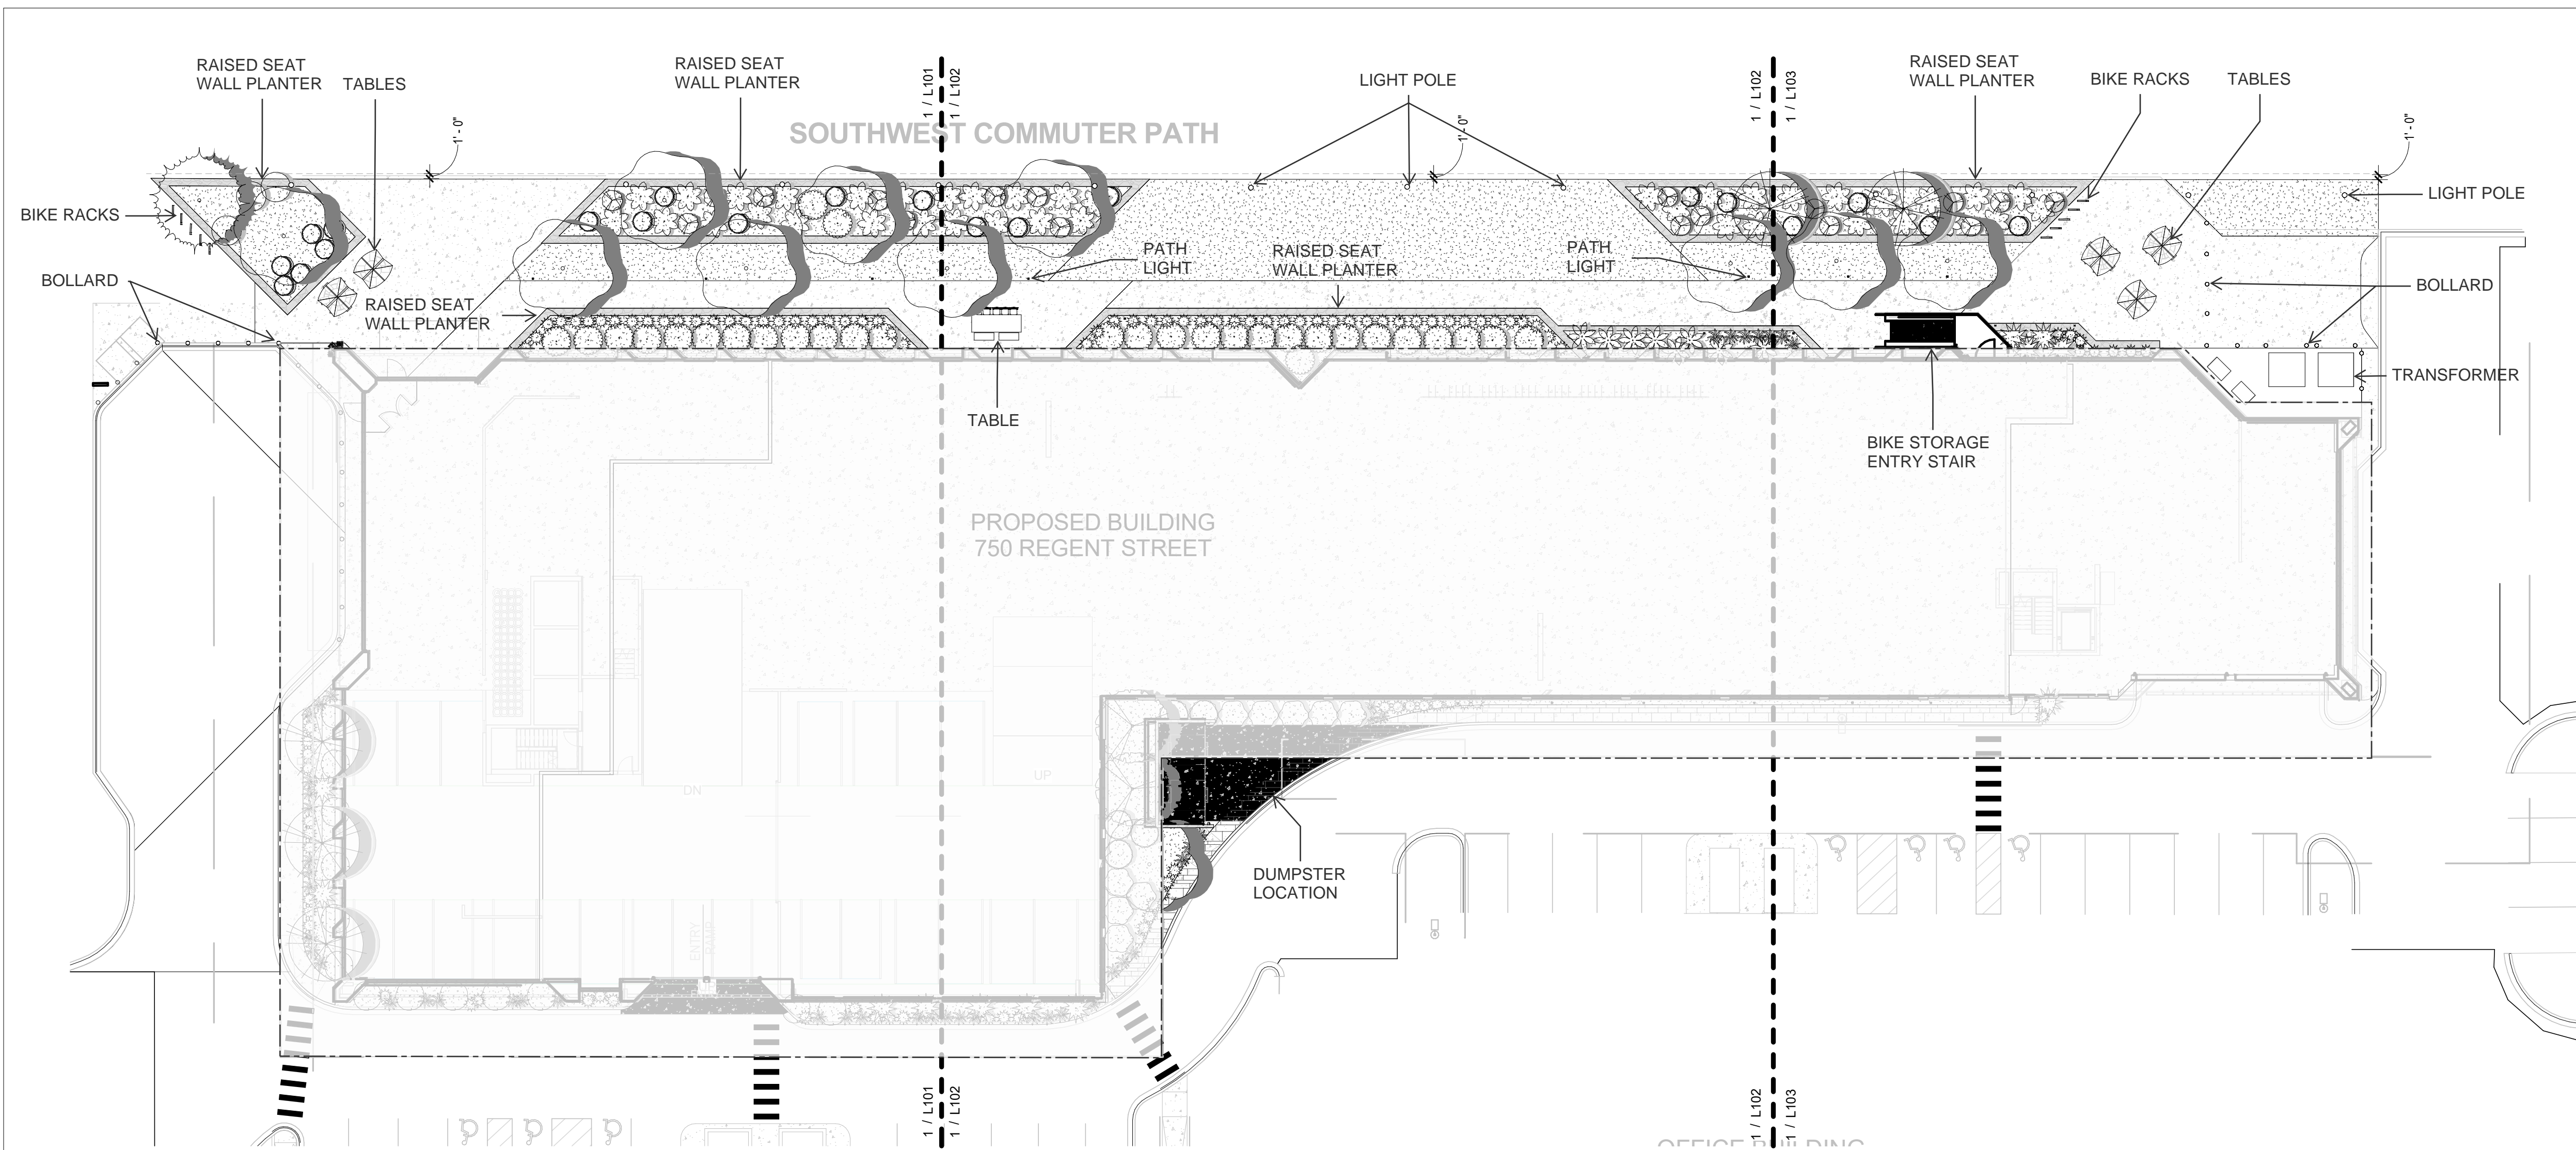 RAISED SEAT
WALL PLANTER
TABLES
RAISED SEAT
WALL PLANTER
1 / L101
1 / L102
LIGHT POLE
1 / L102
1 / L103
RAISED SEAT
WALL PLANTER
BIKE RACKS
TABLES
1' - 0"
SOUTHWEST COMMUTER PATH
1' - 0"
1' - 0"
BIKE RACKS
LIGHT POLE
PATH
LIGHT
RAISED SEAT
WALL PLANTER
PATH
LIGHT
BOLLARD
RAISED SEAT
WALL PLANTER
BOLLARD
TRANSFORMER
TABLE
BIKE STORAGE
ENTRY STAIR
PROPOSED BUILDING
750 REGENT STREET
UP
DN
DUMPSTER
LOCATION
ENTRY
RAMP
1 / L101
1 / L102
1 / L102
1 / L103
OFFICE BUILDING